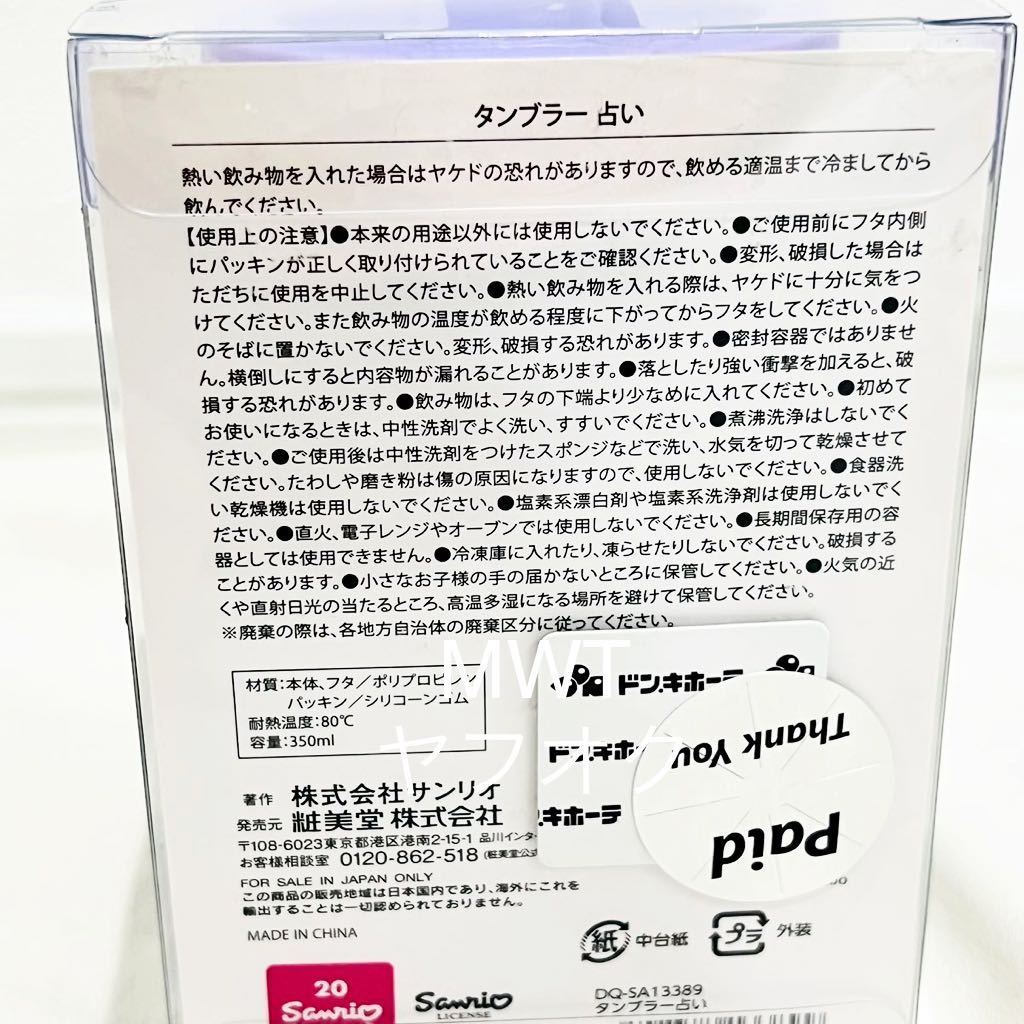 タンブラー 占い
熱い飲み物を入れた場合はヤケドの恐れがありますので、飲める適温まで冷ましてから
飲んでください。
【使用上の注意】●本来の用途以外には使用しないでください。●ご使用前にフタ内側
にパッキンが正しく取り付けられていることをご確認ください。●変形、破損した場合は
ただちに使用を中止してください。●熱い飲み物を入れる際は、ヤケドに十分に気をつ
けてください。また飲み物の温度が飲める程度に下がってからフタをしてください。●火
のそばに置かないでください。変形、破損する恐れがあります。●密封容器ではありませ
ん。横倒しにすると内容物が漏れることがあります。●落としたり強い衝撃を加えると、破
損する恐れがあります。●飲み物は、フタの下端より少なめに入れてください。●初めて
お使いになるときは、中性洗剤でよく洗い、すすいでください。●煮沸洗浄はしないでく
ださい。●ご使用後は中性洗剤をつけたスポンジなどで洗い、水気を切って乾燥させて
ください。たわしや磨き粉は傷の原因になりますので、使用しないでください。●食器洗
い乾燥機は使用しないでください。●塩素系漂白剤や塩素系洗浄剤は使用しないでく
ださい。●直火、電子レンジやオーブンでは使用しないでください。●長期間保存用の容
器としては使用できません。●冷凍庫に入れたり、凍らせたりしないでください。破損する
ことがあります。●小さなお子様の手の届かないところに保管してください。●火気の近
くや直射日光の当たるところ、高温多湿になる場所を避けて保管してください。
※廃棄の際は、各地方自治体の廃棄区分に従ってください。
材質:本体、フタ/ポリプロピレン
パッキン/シリコーンゴム
耐熱温度:80℃
容量:350ml
MWT
ヤフオク
ドン.キホーテ
ドン.キホ
.キホーテ
Thank You
Paid
著作 株式会社サンリオ
発売元 粧美堂株式会社
〒108-6023東京都港区港南2-15-1 品川インター
お客様相談室 0120-862-518 (粧美堂公式
FOR SALE IN JAPAN ONLY
この商品の販売地域は日本国内であり、海外にこれを
輸出することは一切認められておりません。
MADE IN CHINA
紙 中台紙
プラ 外装
20
Sanrio
Sanrio
LICENSE
DQ-SA13389
タンブラー占い